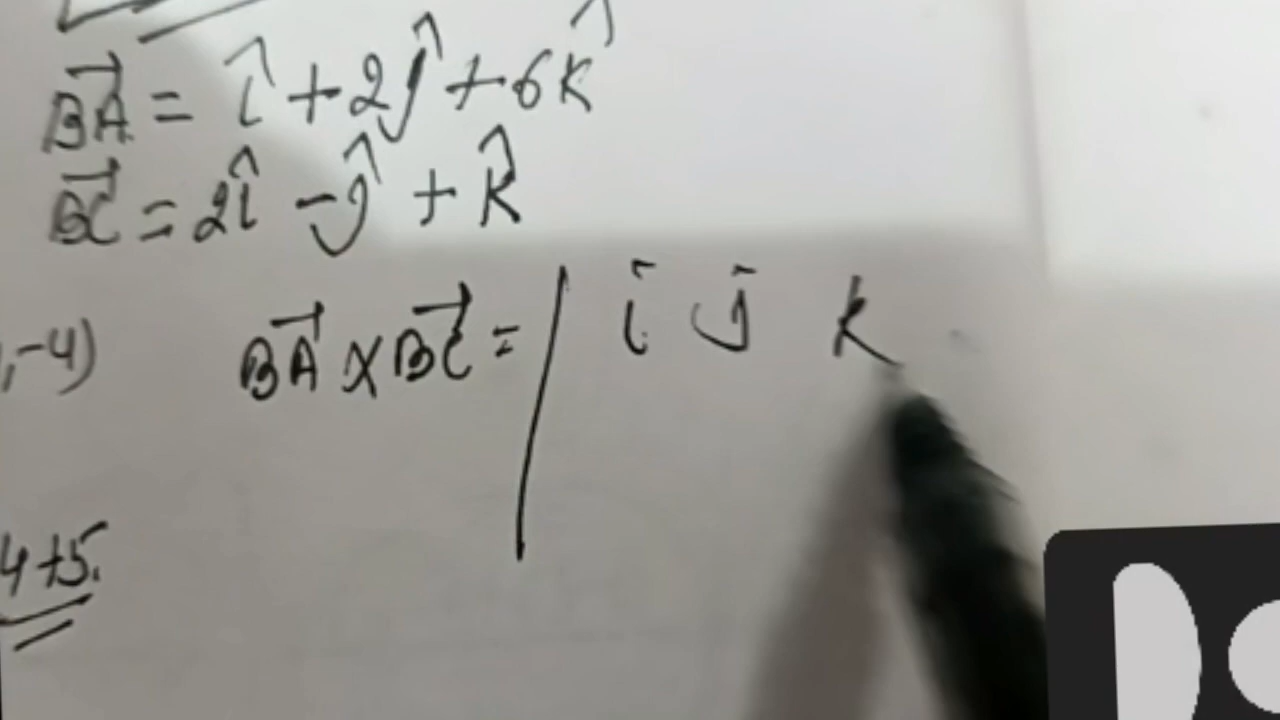 BA⃗ = î + 2ĵ + 6k̂
BC⃗ = 2î - ĵ + k̂
,-4)
BA⃗ × BC⃗ = | i j k
4+5.